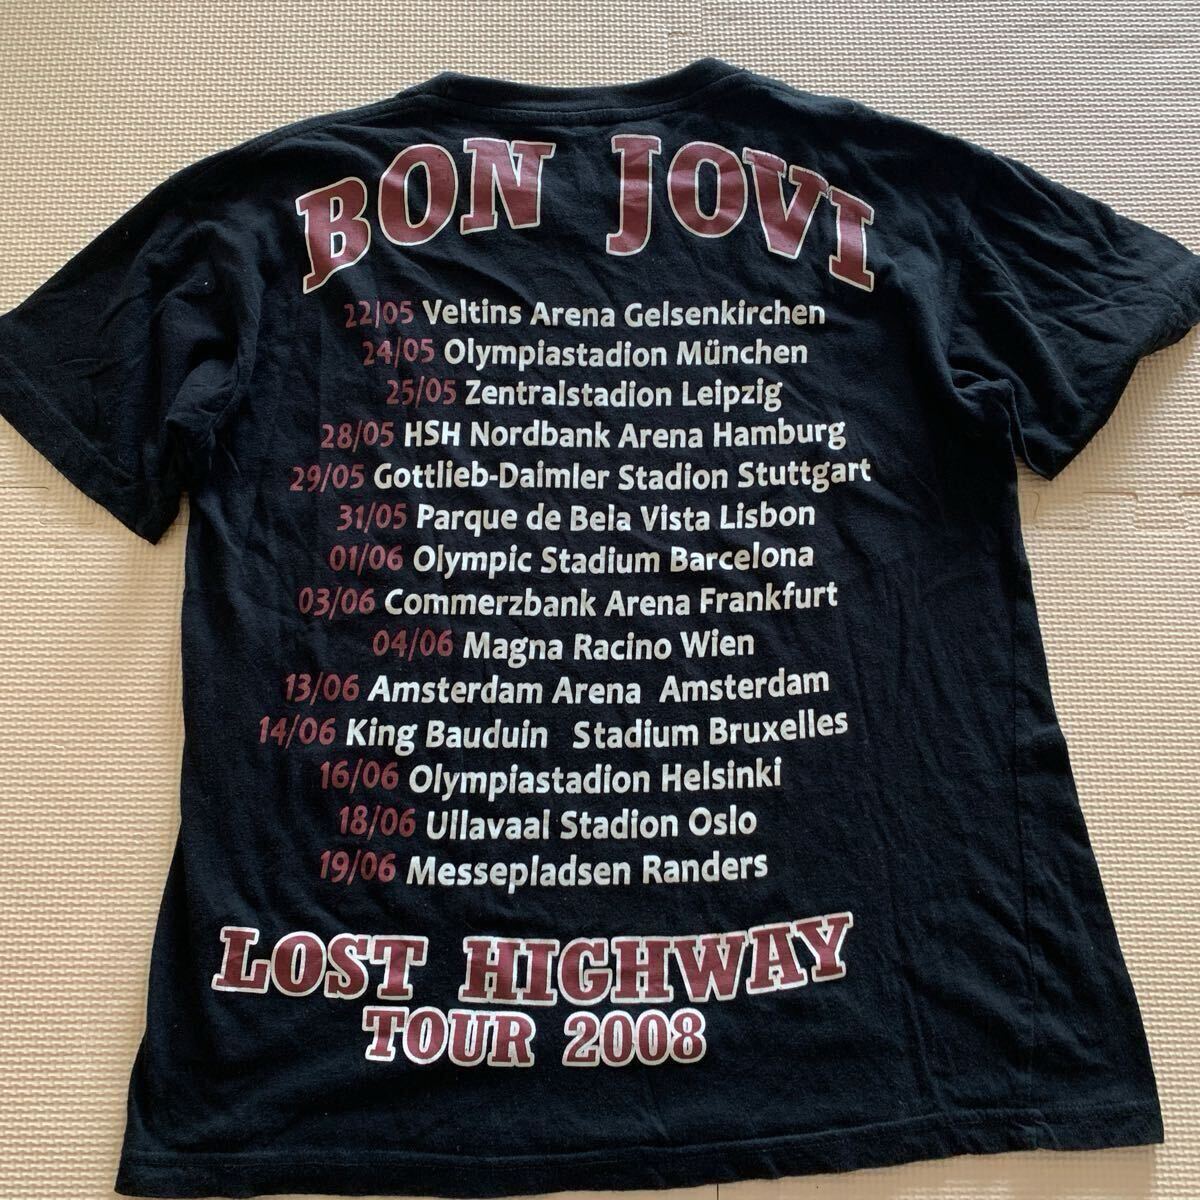 BON JOVI
22/05 Veltins Arena Gelsenkirchen
24/05 Olympiastadion München
25/05 Zentralstadion Leipzig
28/05 HSH Nordbank Arena Hamburg
29/05 Gottlieb-Daimler Stadion Stuttgart
31/05 Parque de Bela Vista Lisbon
01/06 Olympic Stadium Barcelona
03/06 Commerzbank Arena Frankfurt
04/06 Magna Racino Wien
13/06 Amsterdam Arena Amsterdam
14/06 King Bauduin Stadium Bruxelles
16/06 Olympiastadion Helsinki
18/06 Ullavaal Stadion Oslo
19/06 Messepladsen Randers
LOST HIGHWAY
TOUR 2008